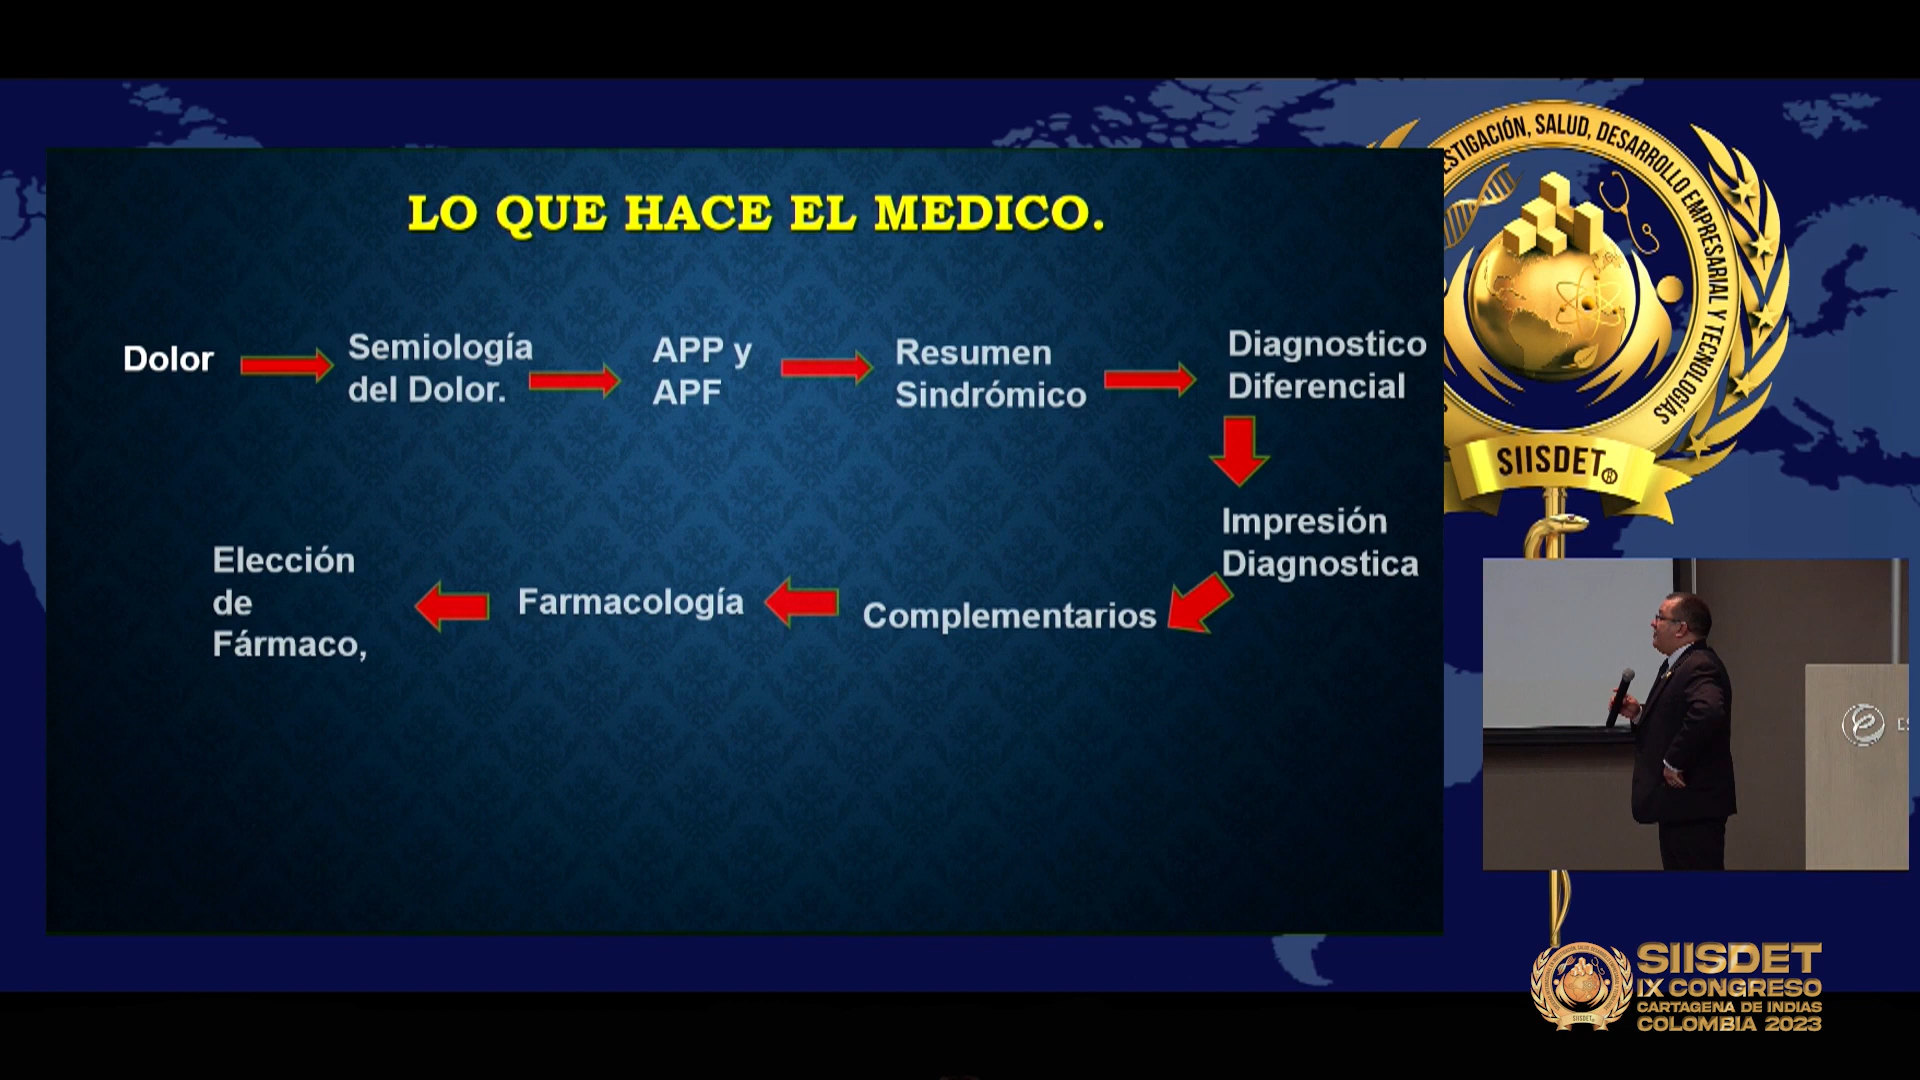 LO QUE HACE EL MEDICO.
Dolor
Semiología
del Dolor.
APP y
APF
Resumen
Sindrómico
Diagnostico
Diferencial
Impresión
Diagnostica
Complementarios
Farmacología
Elección
de
Fármaco,
SALUD, DESARROLLO EMPRESARIAL Y TECNOLOGÍAS
SIISDET®
SIISDET
IX CONGRESO
CARTAGENA DE INDIAS
COLOMBIA 2023